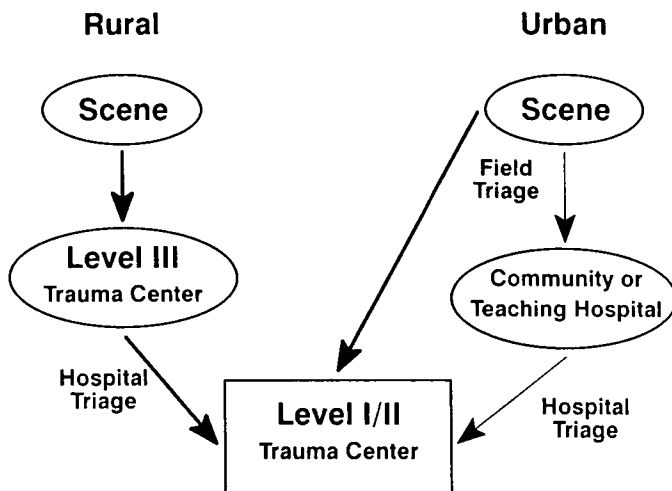 Rural
Urban
Scene
Scene
Field
Triage
Level III
Trauma Center
Community or
Teaching Hospital
Hospital
Triage
Level I/II
Trauma Center
Hospital
Triage